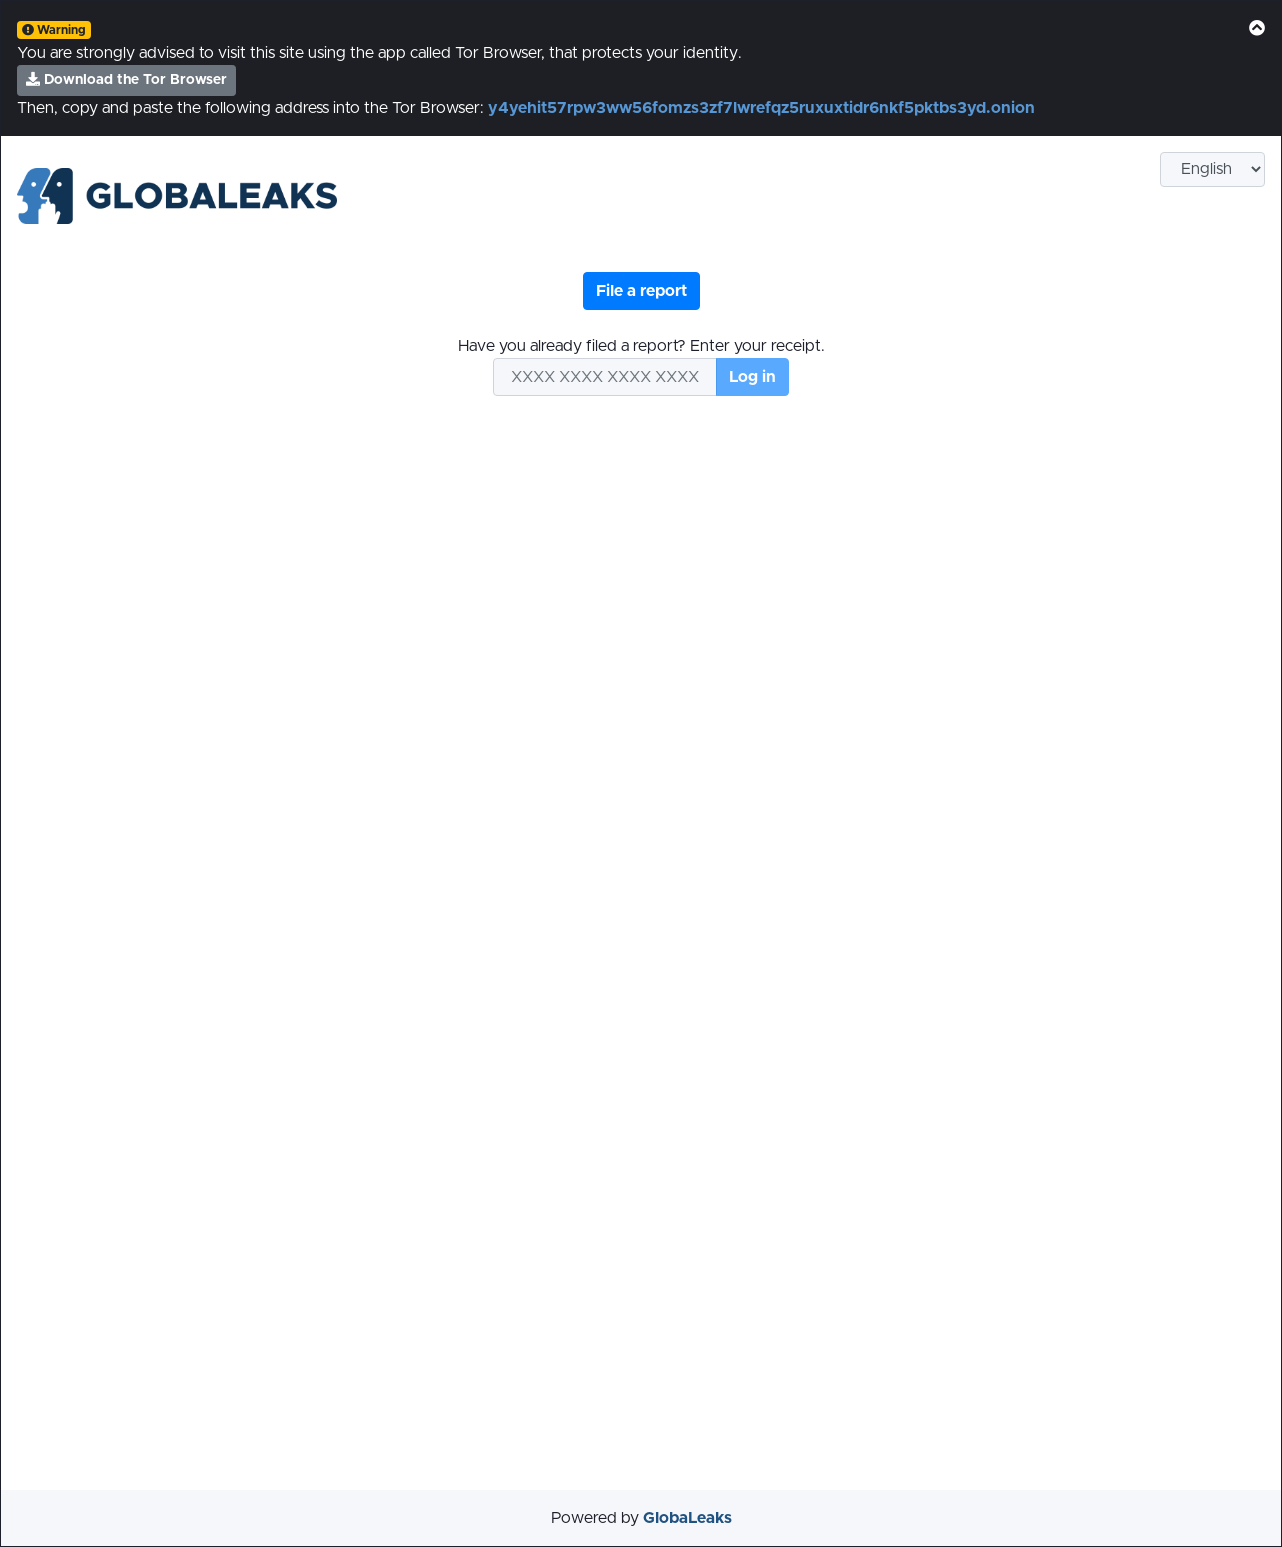 Warning
You are strongly advised to visit this site using the app called Tor Browser, that protects your identity.
Download the Tor Browser
Then, copy and paste the following address into the Tor Browser: y4yehit57rpw3ww56fomzs3zf7lwrefqz5ruxuxtidr6nkf5pktbs3yd.onion
English
GLOBALEAKS
File a report
Have you already filed a report? Enter your receipt.
XXXX XXXX XXXX XXXX
Log in
Powered by GlobaLeaks